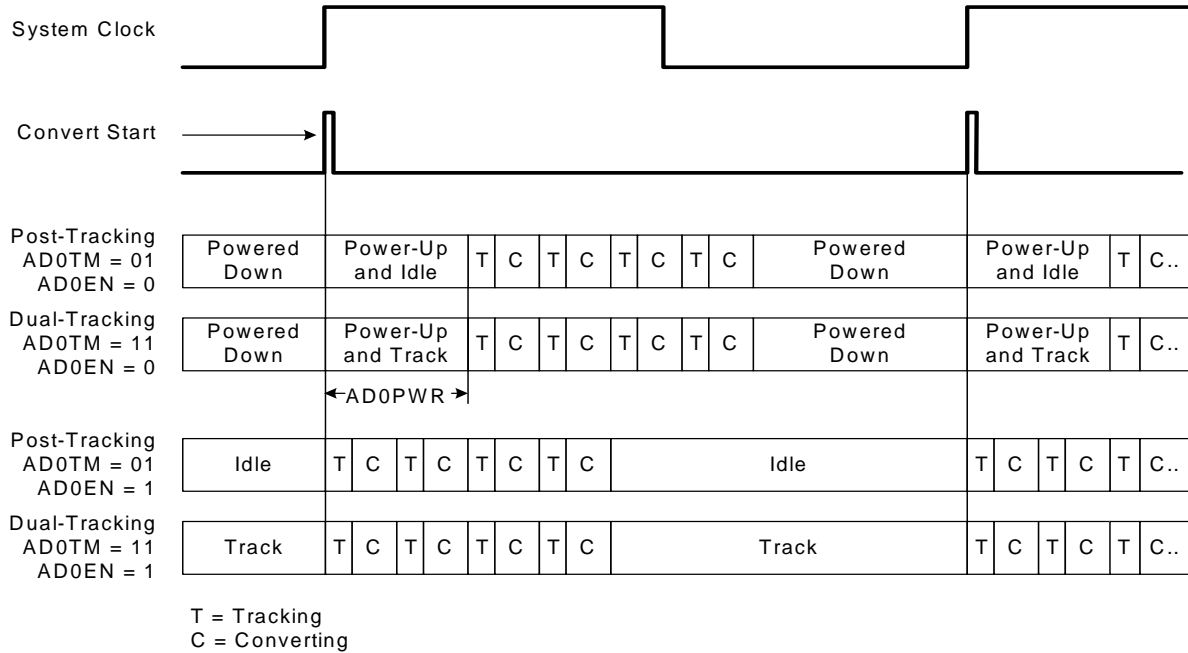 System Clock
Convert Start
Post-Tracking
AD0TM = 01
AD0EN = 0
Powered
Down
Power-Up
and Idle
T C T C T C T C
Powered
Down
Power-Up
and Idle
T C..
Dual-Tracking
AD0TM = 11
AD0EN = 0
Powered
Down
Power-Up
and Track
T C T C T C T C
Powered
Down
Power-Up
and Track
T C..
AD0PWR
Post-Tracking
AD0TM = 01
AD0EN = 1
Idle T C T C T C T C Idle T C T C T C..
Dual-Tracking
AD0TM = 11
AD0EN = 1
Track T C T C T C T C Track T C T C T C..
T = Tracking
C = Converting